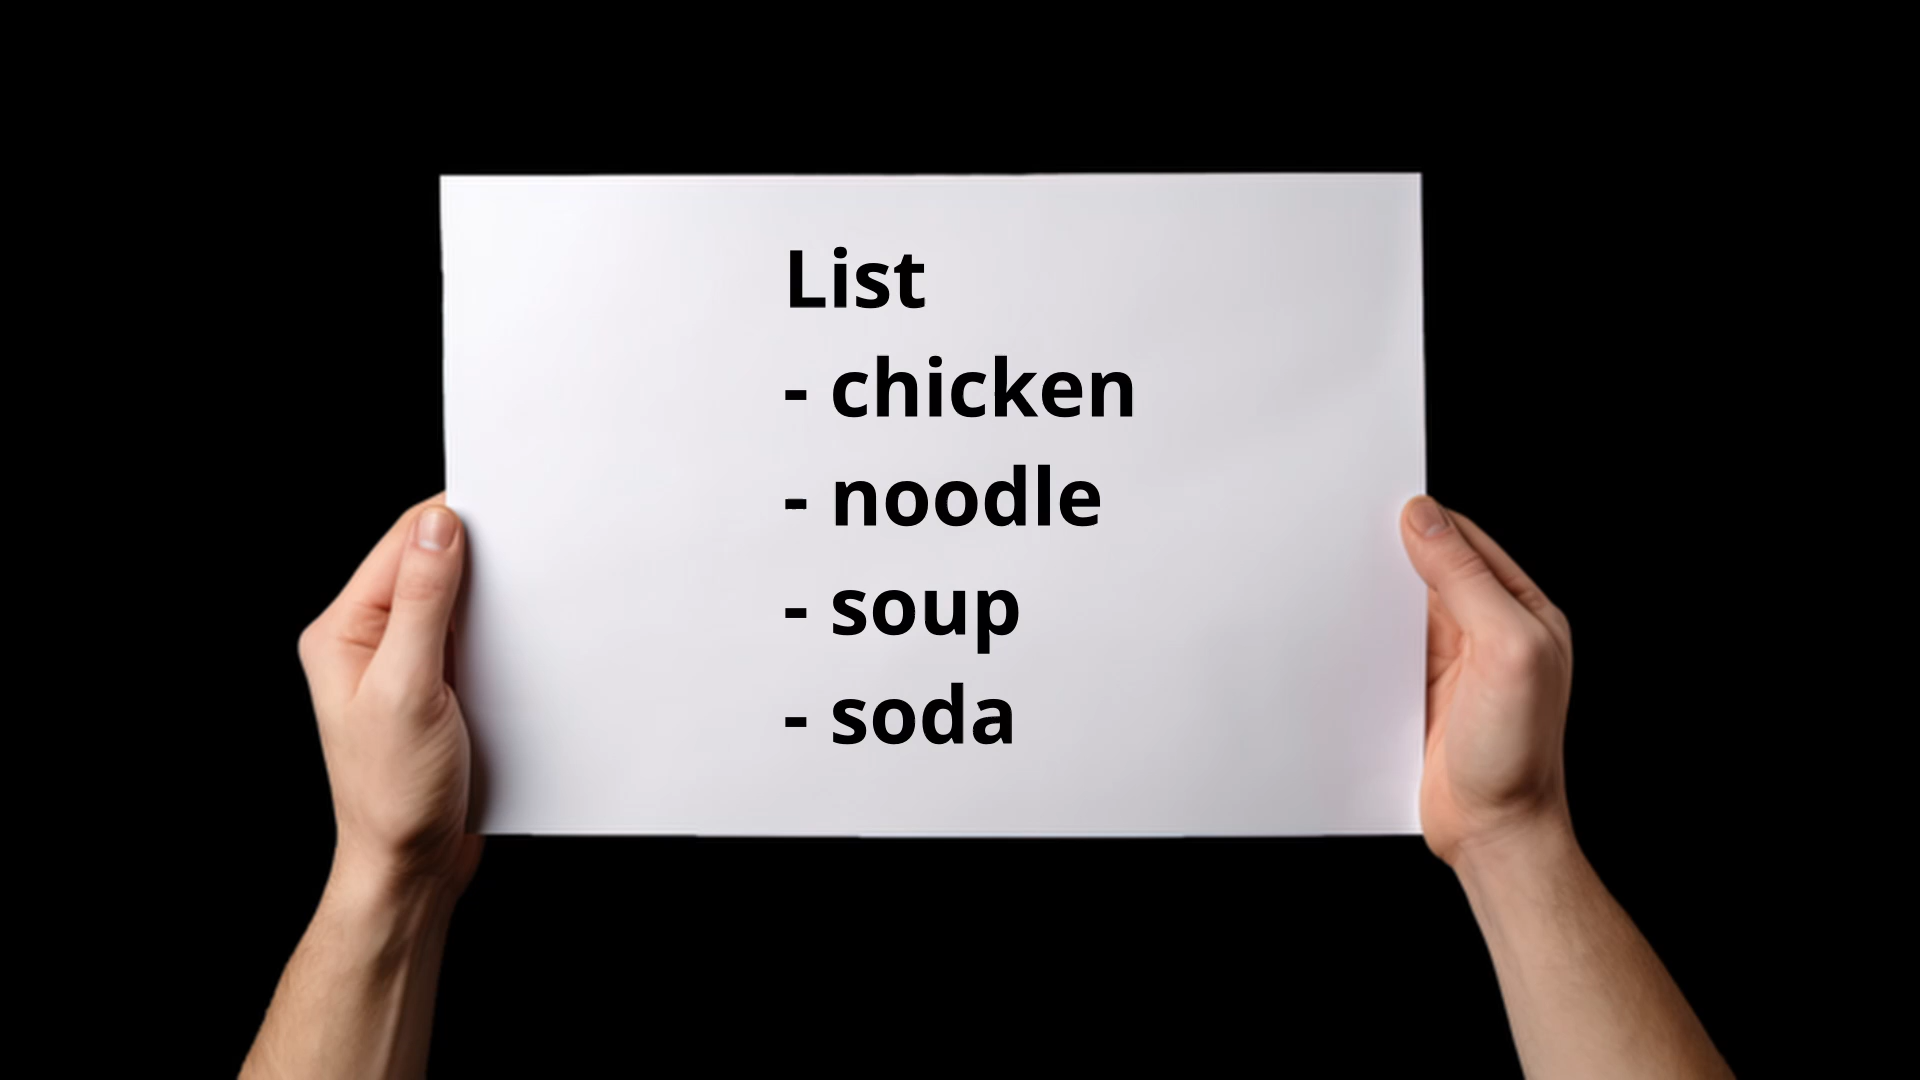 List
- chicken
- noodle
- soup
- soda